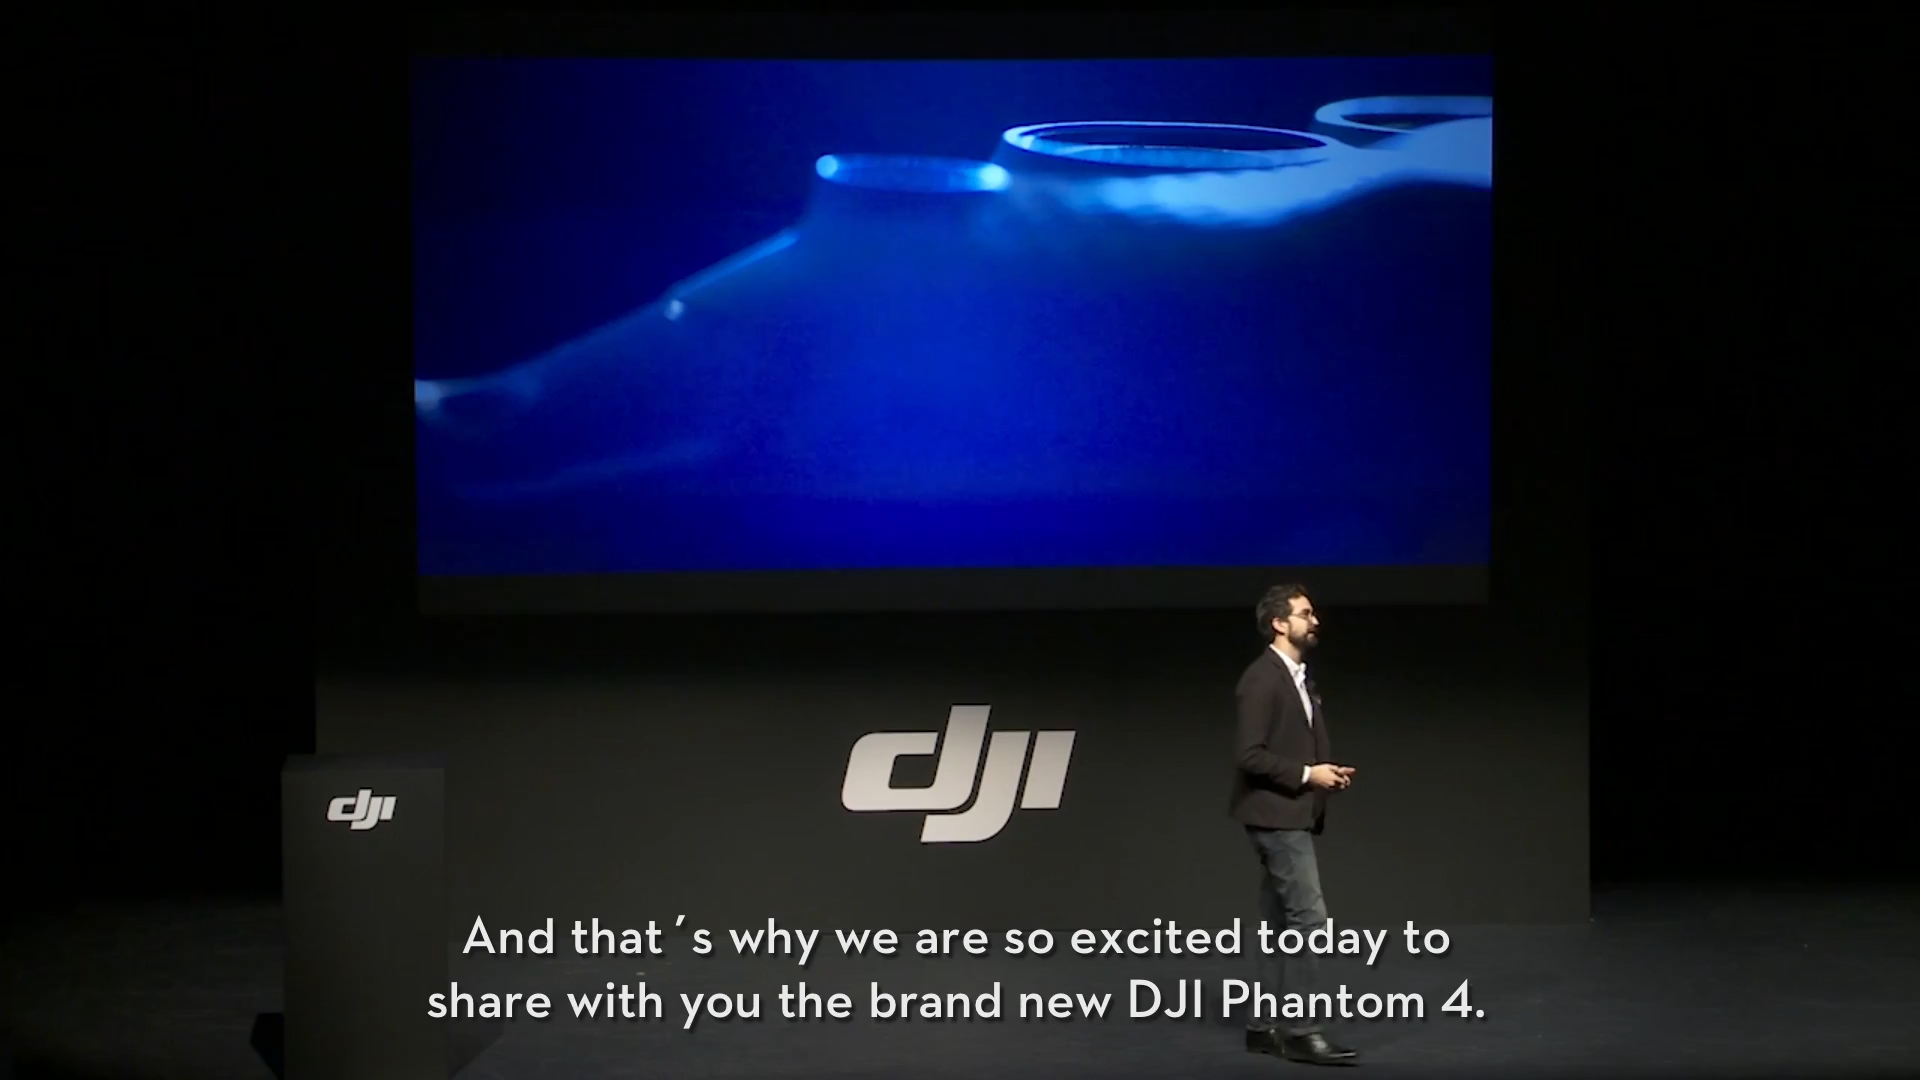 dji
dji
And that´s why we are so excited today to
share with you the brand new DJI Phantom 4.